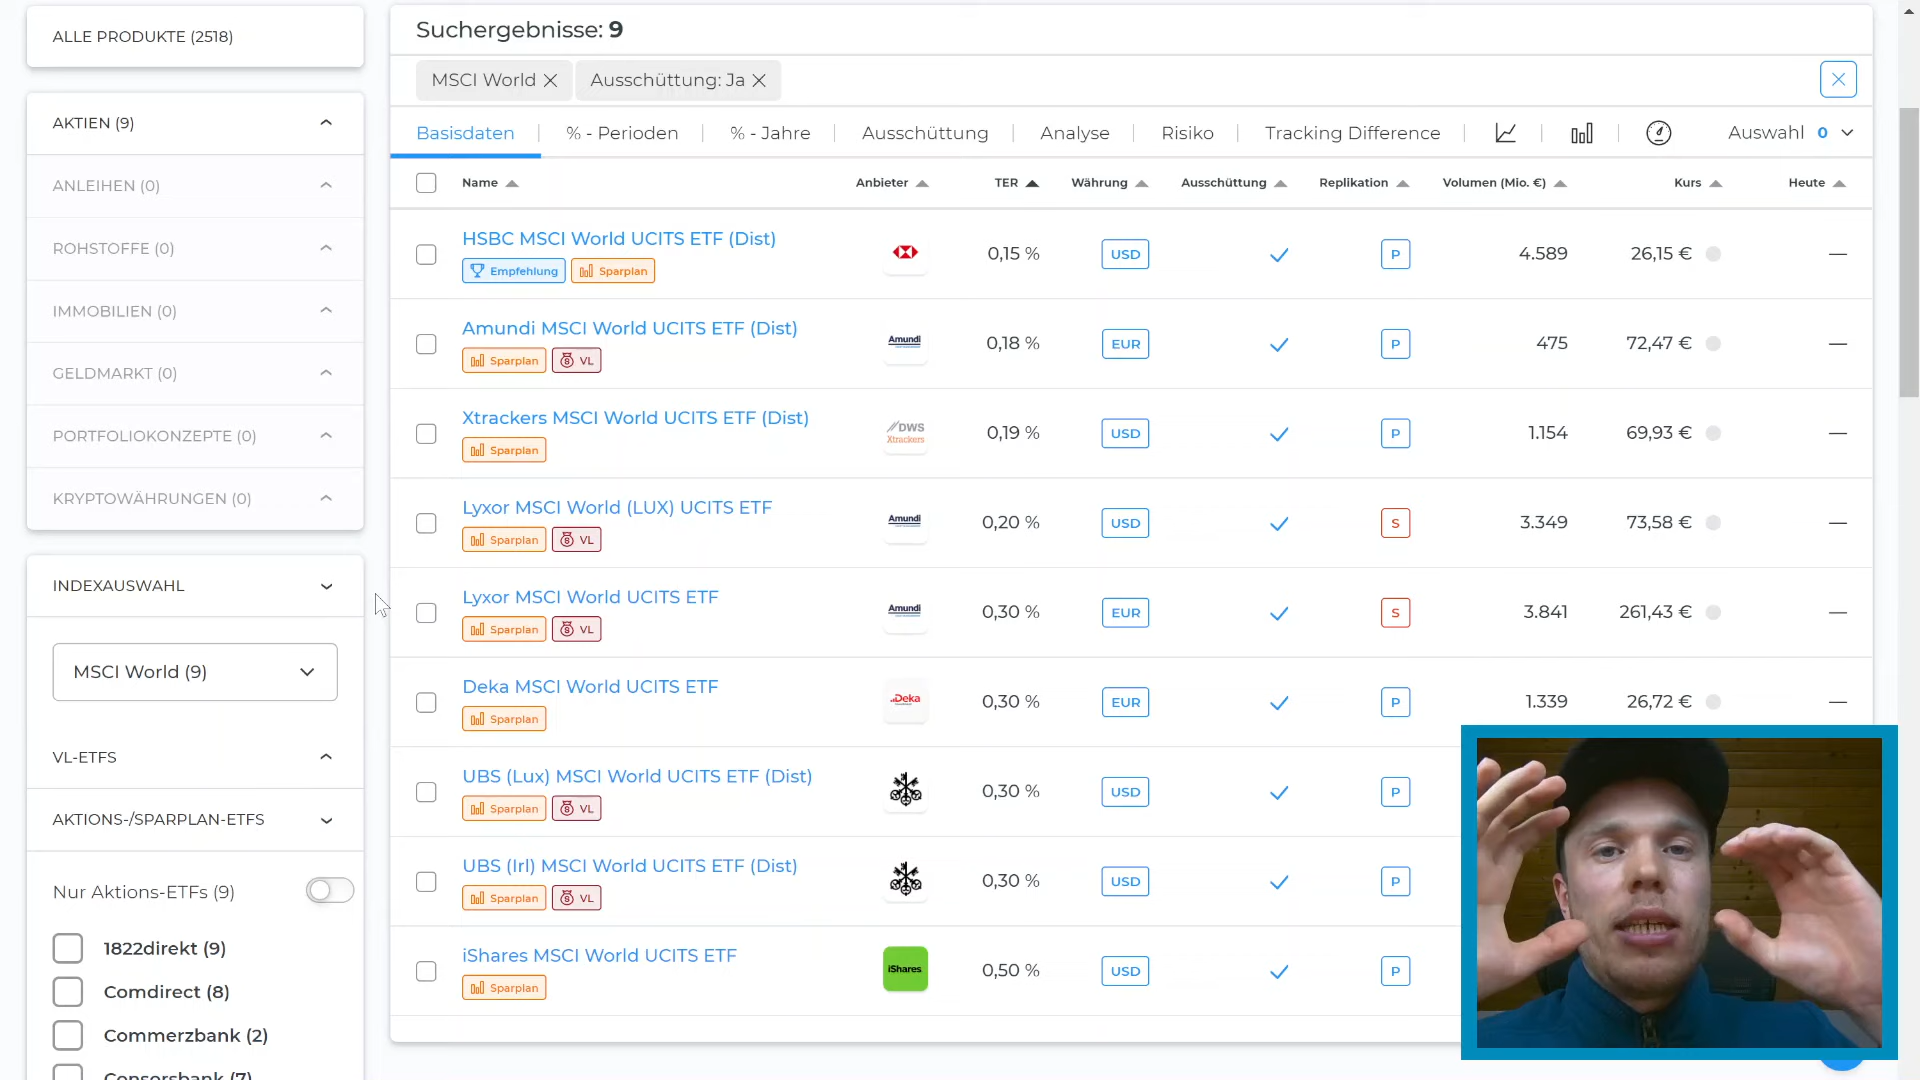 ALLE PRODUKTE (2518)
AKTIEN (9)
ANLEIHEN (0)
ROHSTOFFE (0)
IMMOBILIEN (0)
GELDMARKT (0)
PORTFOLIOKONZEPTE (0)
KRYPTOWÄHRUNGEN (0)
INDEXAUSWAHL
MSCI World (9)
VL-ETFS
AKTIONS-/SPARPLAN-ETFS
Nur Aktions-ETFs (9)
1822direkt (9)
Comdirect (8)
Commerzbank (2)
Consorsbank (7)
Suchergebnisse: 9
MSCI World Ausschüttung: Ja
Basisdaten % - Perioden % - Jahre Ausschüttung Analyse Risiko Tracking Difference Auswahl 0
Name Anbieter TER Währung Ausschüttung Replikation Volumen (Mio. €) Kurs Heute
HSBC MSCI World UCITS ETF (Dist) 0,15 % USD P 4.589 26,15 € —
Empfehlung Sparplan
Amundi MSCI World UCITS ETF (Dist) Amundi 0,18 % EUR P 475 72,47 € —
Sparplan VL
Xtrackers MSCI World UCITS ETF (Dist) DWS Xtrackers 0,19 % USD P 1.154 69,93 € —
Sparplan
Lyxor MSCI World (LUX) UCITS ETF Amundi 0,20 % USD S 3.349 73,58 € —
Sparplan VL
Lyxor MSCI World UCITS ETF Amundi 0,30 % EUR S 3.841 261,43 € —
Sparplan VL
Deka MSCI World UCITS ETF Deka 0,30 % EUR P 1.339 26,72 € —
Sparplan
UBS (Lux) MSCI World UCITS ETF (Dist) 0,30 % USD P
Sparplan VL
UBS (Irl) MSCI World UCITS ETF (Dist) 0,30 % USD P
Sparplan VL
iShares MSCI World UCITS ETF iShares 0,50 % USD P
Sparplan